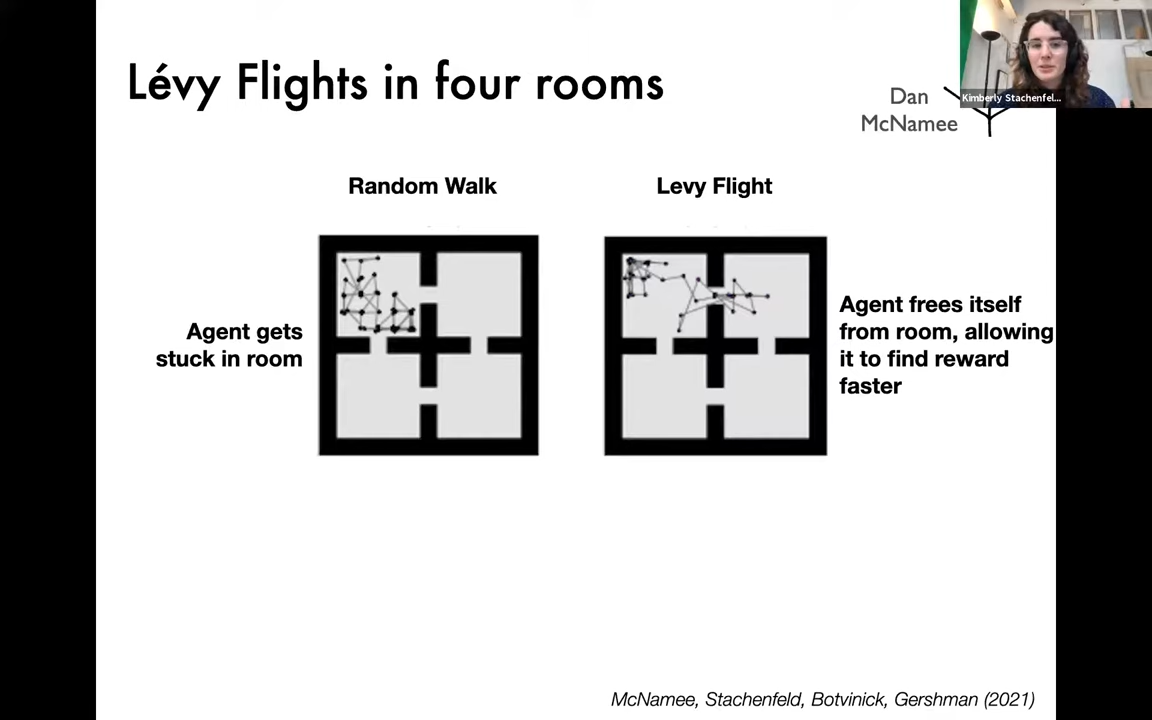 Lévy Flights in four rooms
Dan
McNamee
Kimberly Stachenfel...
Random Walk
Levy Flight
Agent gets
stuck in room
Agent frees itself
from room, allowing
it to find reward
faster
McNamee, Stachenfeld, Botvinick, Gershman (2021)